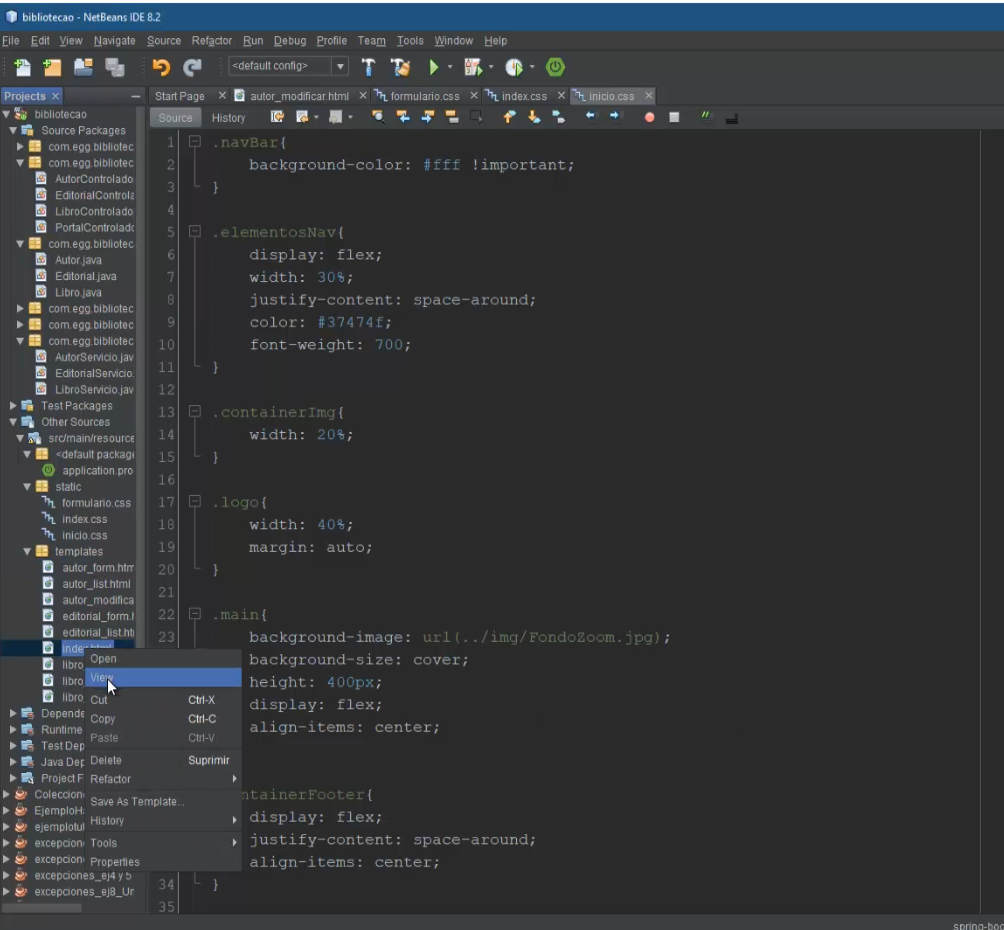 bibliotecao - NetBeans IDE 8.2
File Edit View Navigate Source Refactor Run Debug Profile Team Tools Window Help
<default config>
Projects
Start Page autor_modificar.html formulario.css index.css inicio.css
Source History
bibliotecao
Source Packages
com.egg.bibliotec
com.egg.bibliotec
AutorControlado
EditorialControla
LibroControlado
PortalControlado
com.egg.bibliotec
Autor.java
Editorial.java
Libro.java
com.egg.bibliotec
com.egg.bibliotec
com.egg.bibliotec
AutorServicio.jav
EditorialServicio.
LibroServicio.jav
Test Packages
Other Sources
src/main/resource
<default package
application.pro
static
formulario.css
index.css
inicio.css
templates
autor_form.htm
autor_list.html
autor_modifica
editorial_form.h
editorial_list.ht
index.html
libro
libro
libro
Depende
Runtime
Test Dep
Java Dep
Project F
Coleccion
EjemploH
ejemplotut
excepcion
excepcion
excepciones_ej4 y 5
excepciones_ej8_Un
Open
View
Cut Ctrl-X
Copy Ctrl-C
Paste Ctrl-V
Delete Suprimir
Refactor
Save As Template...
History
Tools
Properties
1 .navBar{
2 background-color: #fff !important;
3 }
4
5 .elementosNav{
6 display: flex;
7 width: 30%;
8 justify-content: space-around;
9 color: #37474f;
10 font-weight: 700;
11 }
12
13 .containerImg{
14 width: 20%;
15 }
16
17 .logo{
18 width: 40%;
19 margin: auto;
20 }
21
22 .main{
23 background-image: url(../img/FondoZoom.jpg);
background-size: cover;
height: 400px;
display: flex;
align-items: center;
ntainerFooter{
display: flex;
justify-content: space-around;
align-items: center;
34 }
35
spring-boo